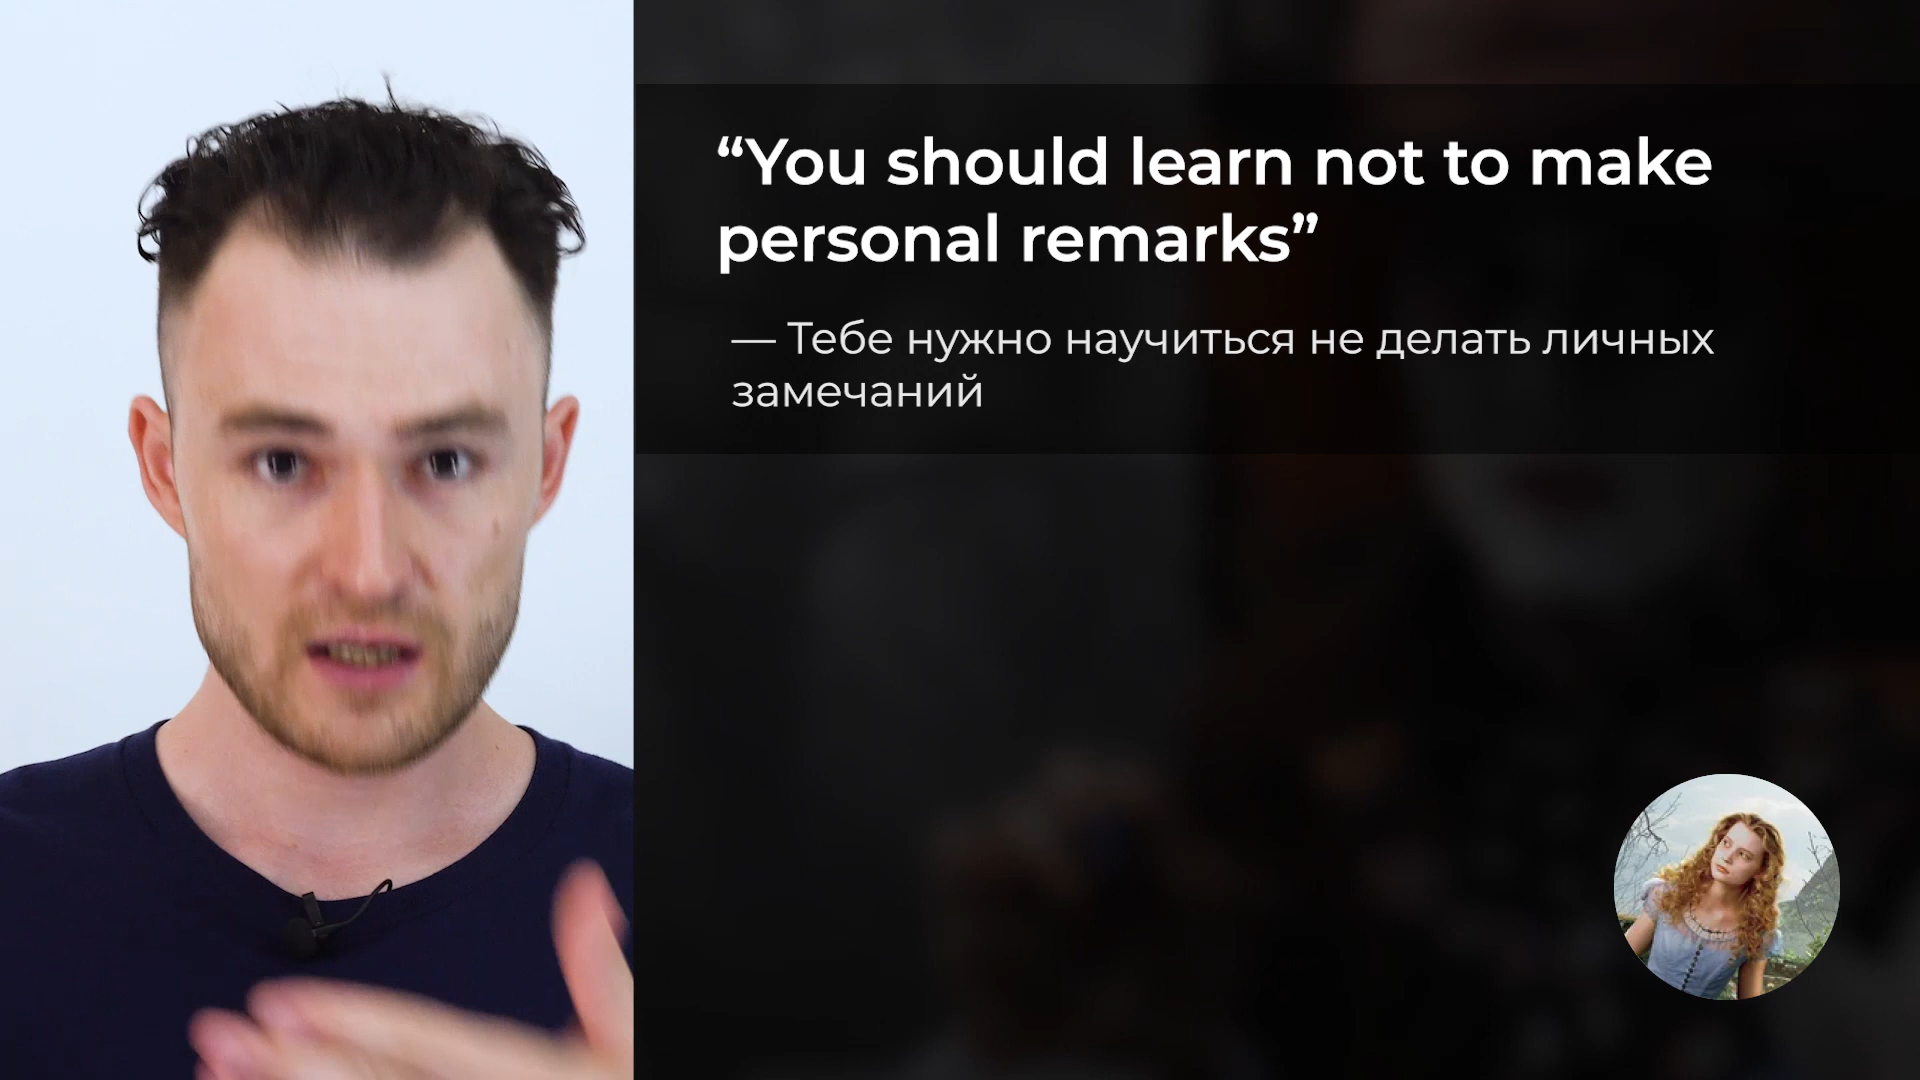 “You should learn not to make
personal remarks”
— Тебе нужно научиться не делать личных
замечаний